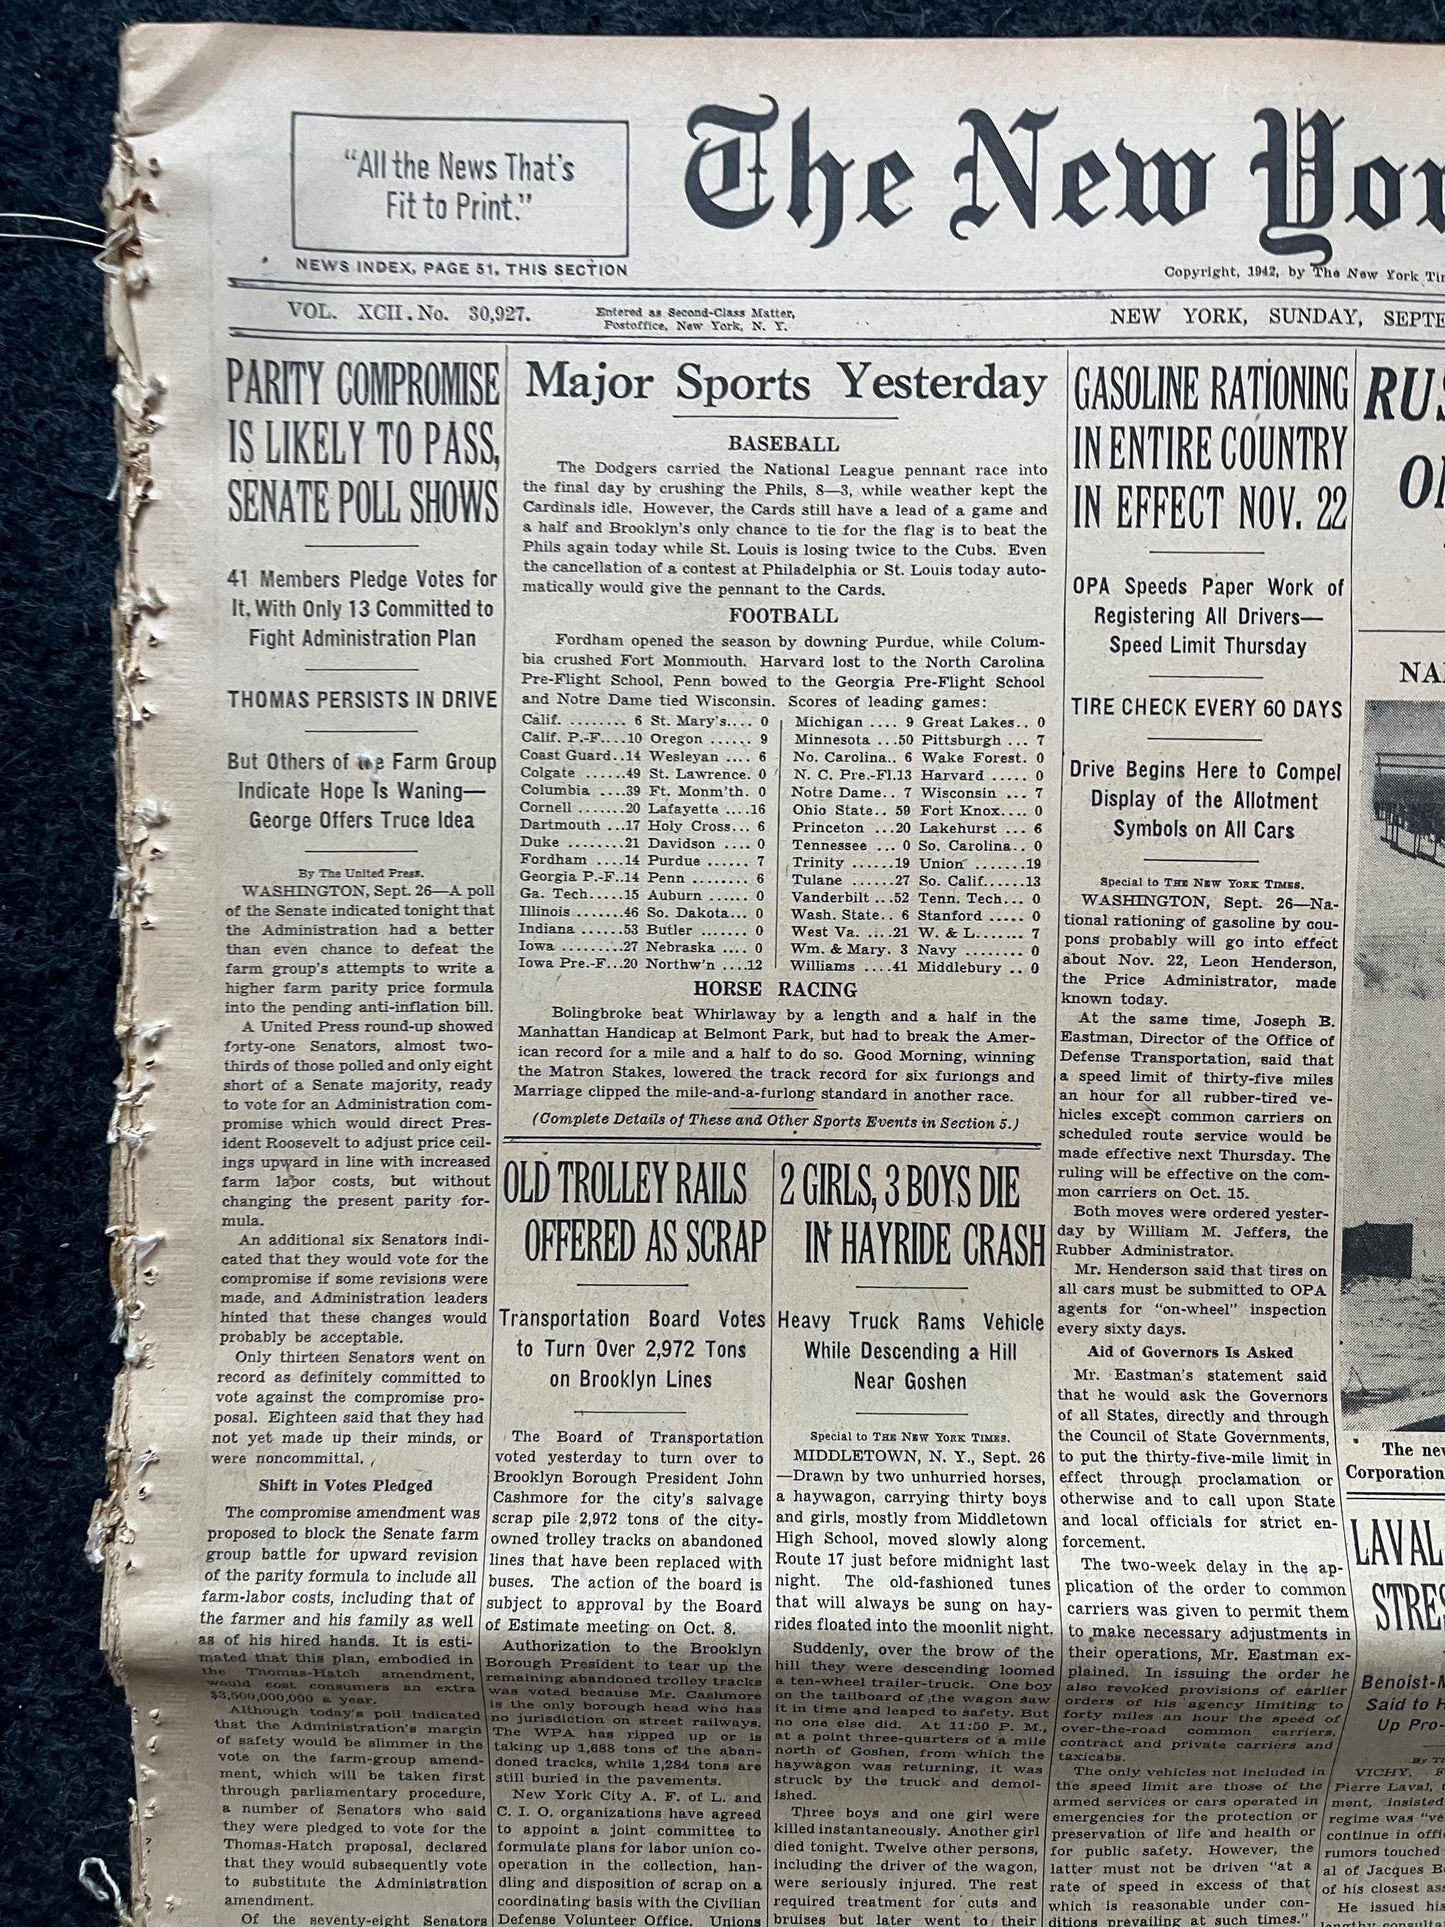 "All the News That's
Fit to Print."
NEWS INDEX, PAGE 51, THIS SECTION
The New Yor
Copyright, 1942, by The New York Ti
VOL. XCII. No. 30,927.
Entered as Second-Class Matter,
Postoffice, New York, N. Y.
NEW YORK, SUNDAY, SEPTE
PARITY COMPROMISE
IS LIKELY TO PASS,
SENATE POLL SHOWS
41 Members Pledge Votes for
It, With Only 13 Committed to
Fight Administration Plan
THOMAS PERSISTS IN DRIVE
But Others of the Farm Group
Indicate Hope Is Waning—
George Offers Truce Idea
By The United Press.
WASHINGTON, Sept. 26—A poll
of the Senate indicated tonight that
the Administration had a better
than even chance to defeat the
farm group's attempts to write a
higher farm parity price formula
into the pending anti-inflation bill.
A United Press round-up showed
forty-one Senators, almost two-
thirds of those polled and only eight
short of a Senate majority, ready
to vote for an Administration com-
promise which would direct Pres-
ident Roosevelt to adjust price ceil-
ings upward in line with increased
farm labor costs, but without
changing the present parity for-
mula.
An additional six Senators indi-
cated that they would vote for the
compromise if some revisions were
made, and Administration leaders
hinted that these changes would
probably be acceptable.
Only thirteen Senators went on
record as definitely committed to
vote against the compromise pro-
posal. Eighteen said that they had
not yet made up their minds, or
were noncommittal.
Shift in Votes Pledged
The compromise amendment was
proposed to block the Senate farm
group battle for upward revision
of the parity formula to include all
farm-labor costs, including that of
the farmer and his family as well
as of his hired hands. It is esti-
mated that this plan, embodied in
the Thomas-Hatch amendment,
would cost consumers an extra
$3,500,000,000 a year.
Although today's poll indicated
that the Administration's margin
of safety would be slimmer in the
vote on the farm-group amend-
ment, which will be taken first
through parliamentary procedure,
a number of Senators who said
they were pledged to vote for the
Thomas-Hatch proposal, declared
that they would subsequently vote
to substitute the Administration
amendment.
Of the seventy-eight Senators
Major Sports Yesterday
BASEBALL
The Dodgers carried the National League pennant race into
the final day by crushing the Phils, 8—3, while weather kept the
Cardinals idle. However, the Cards still have a lead of a game and
a half and Brooklyn's only chance to tie for the flag is to beat the
Phils again today while St. Louis is losing twice to the Cubs. Even
the cancellation of a contest at Philadelphia or St. Louis today auto-
matically would give the pennant to the Cards.
FOOTBALL
Fordham opened the season by downing Purdue, while Colum-
bia crushed Fort Monmouth. Harvard lost to the North Carolina
Pre-Flight School, Penn bowed to the Georgia Pre-Flight School
and Notre Dame tied Wisconsin. Scores of leading games:
Calif. ........ 6 St. Mary's.... 0
Calif. P.-F....10 Oregon ...... 9
Coast Guard..14 Wesleyan .... 6
Colgate ......49 St. Lawrence. 0
Columbia ....39 Ft. Monm'th. 0
Cornell .......20 Lafayette ....16
Dartmouth ...17 Holy Cross... 6
Duke ........21 Davidson .... 0
Fordham ....14 Purdue ...... 7
Georgia P.-F..14 Penn ........ 6
Ga. Tech.....15 Auburn ...... 0
Illinois .......46 So. Dakota... 0
Indiana ......53 Butler ....... 0
Iowa .........27 Nebraska .... 0
Iowa Pre.-F...20 Northw'n ....12
Michigan .... 9 Great Lakes.. 0
Minnesota ...50 Pittsburgh ... 7
No. Carolina.. 6 Wake Forest. 0
N. C. Pre.-Fl.13 Harvard ..... 0
Notre Dame.. 7 Wisconsin ... 7
Ohio State.. 59 Fort Knox.... 0
Princeton ...20 Lakehurst ... 6
Tennessee ... 0 So. Carolina.. 0
Trinity ......19 Union .......19
Tulane ......27 So. Calif......13
Vanderbilt ...52 Tenn. Tech... 0
Wash. State.. 6 Stanford ..... 0
West Va. ....21 W. & L....... 7
Wm. & Mary. 3 Navy ........ 0
Williams ....41 Middlebury .. 0
HORSE RACING
Bolingbroke beat Whirlaway by a length and a half in the
Manhattan Handicap at Belmont Park, but had to break the Amer-
ican record for a mile and a half to do so. Good Morning, winning
the Matron Stakes, lowered the track record for six furlongs and
Marriage clipped the mile-and-a-furlong standard in another race.
(Complete Details of These and Other Sports Events in Section 5.)
OLD TROLLEY RAILS
OFFERED AS SCRAP
Transportation Board Votes
to Turn Over 2,972 Tons
on Brooklyn Lines
The Board of Transportation
voted yesterday to turn over to
Brooklyn Borough President John
Cashmore for the city's salvage
scrap pile 2,972 tons of the city-
owned trolley tracks on abandoned
lines that have been replaced with
buses. The action of the board is
subject to approval by the Board
of Estimate meeting on Oct. 8.
Authorization to the Brooklyn
Borough President to tear up the
remaining abandoned trolley tracks
was voted because Mr. Cashmore
is the only borough head who has
no jurisdiction on street railways.
The WPA has ripped up or is
taking up 1,688 tons of the aban-
doned tracks, while 1,284 tons are
still buried in the pavements.
New York City A. F. of L. and
C. I. O. organizations have agreed
to appoint a joint committee to
formulate plans for labor union co-
operation in the collection, han-
dling and disposition of scrap on a
coordinating basis with the Civilian
Defense Volunteer Office. Unions
2 GIRLS, 3 BOYS DIE
IN HAYRIDE CRASH
Heavy Truck Rams Vehicle
While Descending a Hill
Near Goshen
Special to THE NEW YORK TIMES.
MIDDLETOWN, N. Y., Sept. 26
—Drawn by two unhurried horses,
a haywagon, carrying thirty boys
and girls, mostly from Middletown
High School, moved slowly along
Route 17 just before midnight last
night. The old-fashioned tunes
that will always be sung on hay-
rides floated into the moonlit night.
Suddenly, over the brow of the
hill they were descending loomed
a ten-wheel trailer-truck. One boy
on the tailboard of the wagon saw
it in time and leaped to safety. But
no one else did. At 11:50 P. M.,
at a point three-quarters of a mile
north of Goshen, from which the
haywagon was returning, it was
struck by the truck and demol-
ished.
Three boys and one girl were
killed instantaneously. Another girl
died tonight. Twelve other persons,
including the driver of the wagon,
were seriously injured. The rest
required treatment for cuts and
bruises but later went to their
GASOLINE RATIONING
IN ENTIRE COUNTRY
IN EFFECT NOV. 22
OPA Speeds Paper Work of
Registering All Drivers—
Speed Limit Thursday
TIRE CHECK EVERY 60 DAYS
Drive Begins Here to Compel
Display of the Allotment
Symbols on All Cars
Special to THE NEW YORK TIMES.
WASHINGTON, Sept. 26—Na-
tional rationing of gasoline by cou-
pons probably will go into effect
about Nov. 22, Leon Henderson,
the Price Administrator, made
known today.
At the same time, Joseph B.
Eastman, Director of the Office of
Defense Transportation, said that
a speed limit of thirty-five miles
an hour for all rubber-tired ve-
hicles except common carriers on
scheduled route service would be
made effective next Thursday. The
ruling will be effective on the com-
mon carriers on Oct. 15.
Both moves were ordered yester-
day by William M. Jeffers, the
Rubber Administrator.
Mr. Henderson said that tires on
all cars must be submitted to OPA
agents for "on-wheel" inspection
every sixty days.
Aid of Governors Is Asked
Mr. Eastman's statement said
that he would ask the Governors
of all States, directly and through
the Council of State Governments,
to put the thirty-five-mile limit in
effect through proclamation or
otherwise and to call upon State
and local officials for strict en-
forcement.
The two-week delay in the ap-
plication of the order to common
carriers was given to permit them
to make necessary adjustments in
their operations, Mr. Eastman ex-
plained. In issuing the order he
also revoked provisions of earlier
orders of his agency limiting to
forty miles an hour the speed of
over-the-road common carriers,
contract and private carriers and
taxicabs.
The only vehicles not included in
the speed limit are those of the
armed services or cars operated in
emergencies for the protection or
preservation of life and health or
for public safety. However, the
latter must not be driven "at a
rate of speed in excess of that
which is reasonable under con-
ditions prevailing at such times."
RUS
O
NA
The new
Corporation
LAVAL
STRES
Benoist-M
Said to H
Up Pro-
By T
VICHY, F
Pierre Laval,
ment, insisted
regime was "ve
continue in offi
rumors touched
al of Jacques B
of his closest as
He issued his